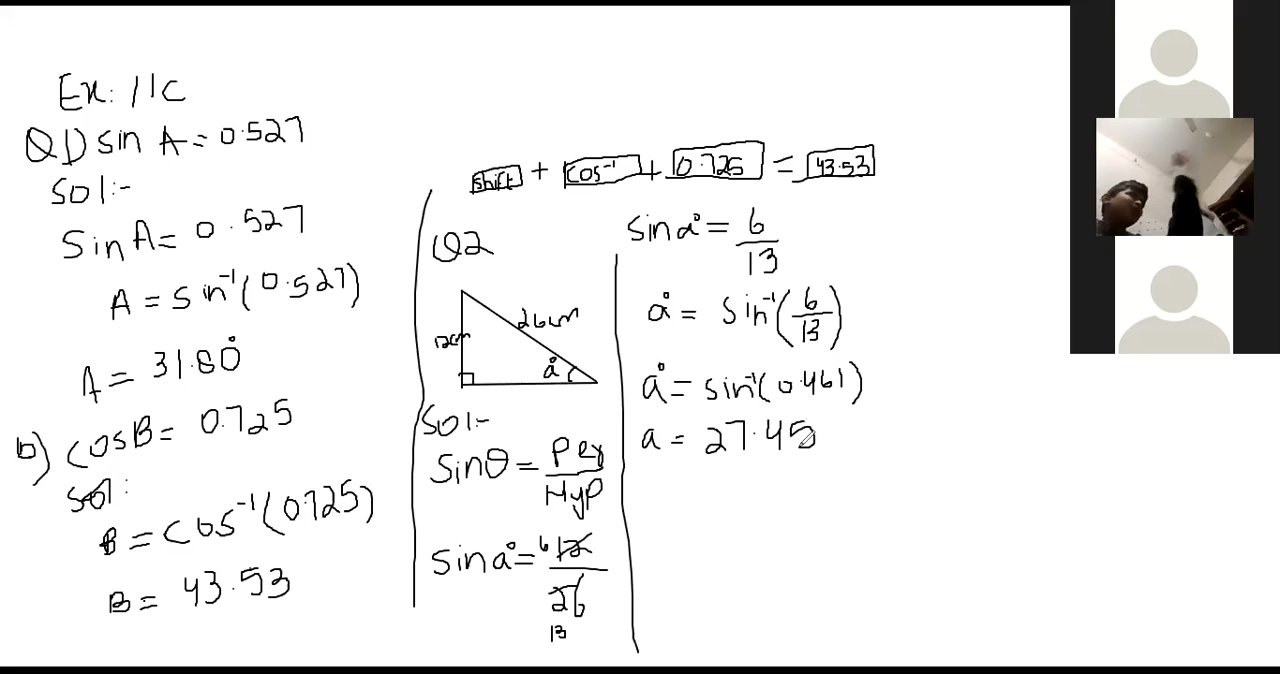 Ex: 11C
Q1) sin A = 0.527
Sol:-
Sin A = 0.527
A = sin⁻¹(0.527)
A = 31.80°
b) cos B = 0.725
Sol:
B = cos⁻¹(0.725)
B = 43.53
shift + cos⁻¹ + 0.725 = 43.53
Q2
12cm
26cm
a°
Sol:-
Sinθ = Per/Hyp
Sin a° = 6 12/26 13
Sin a° = 6/13
a° = sin⁻¹(6/13)
a° = sin⁻¹(0.461)
a = 27.45